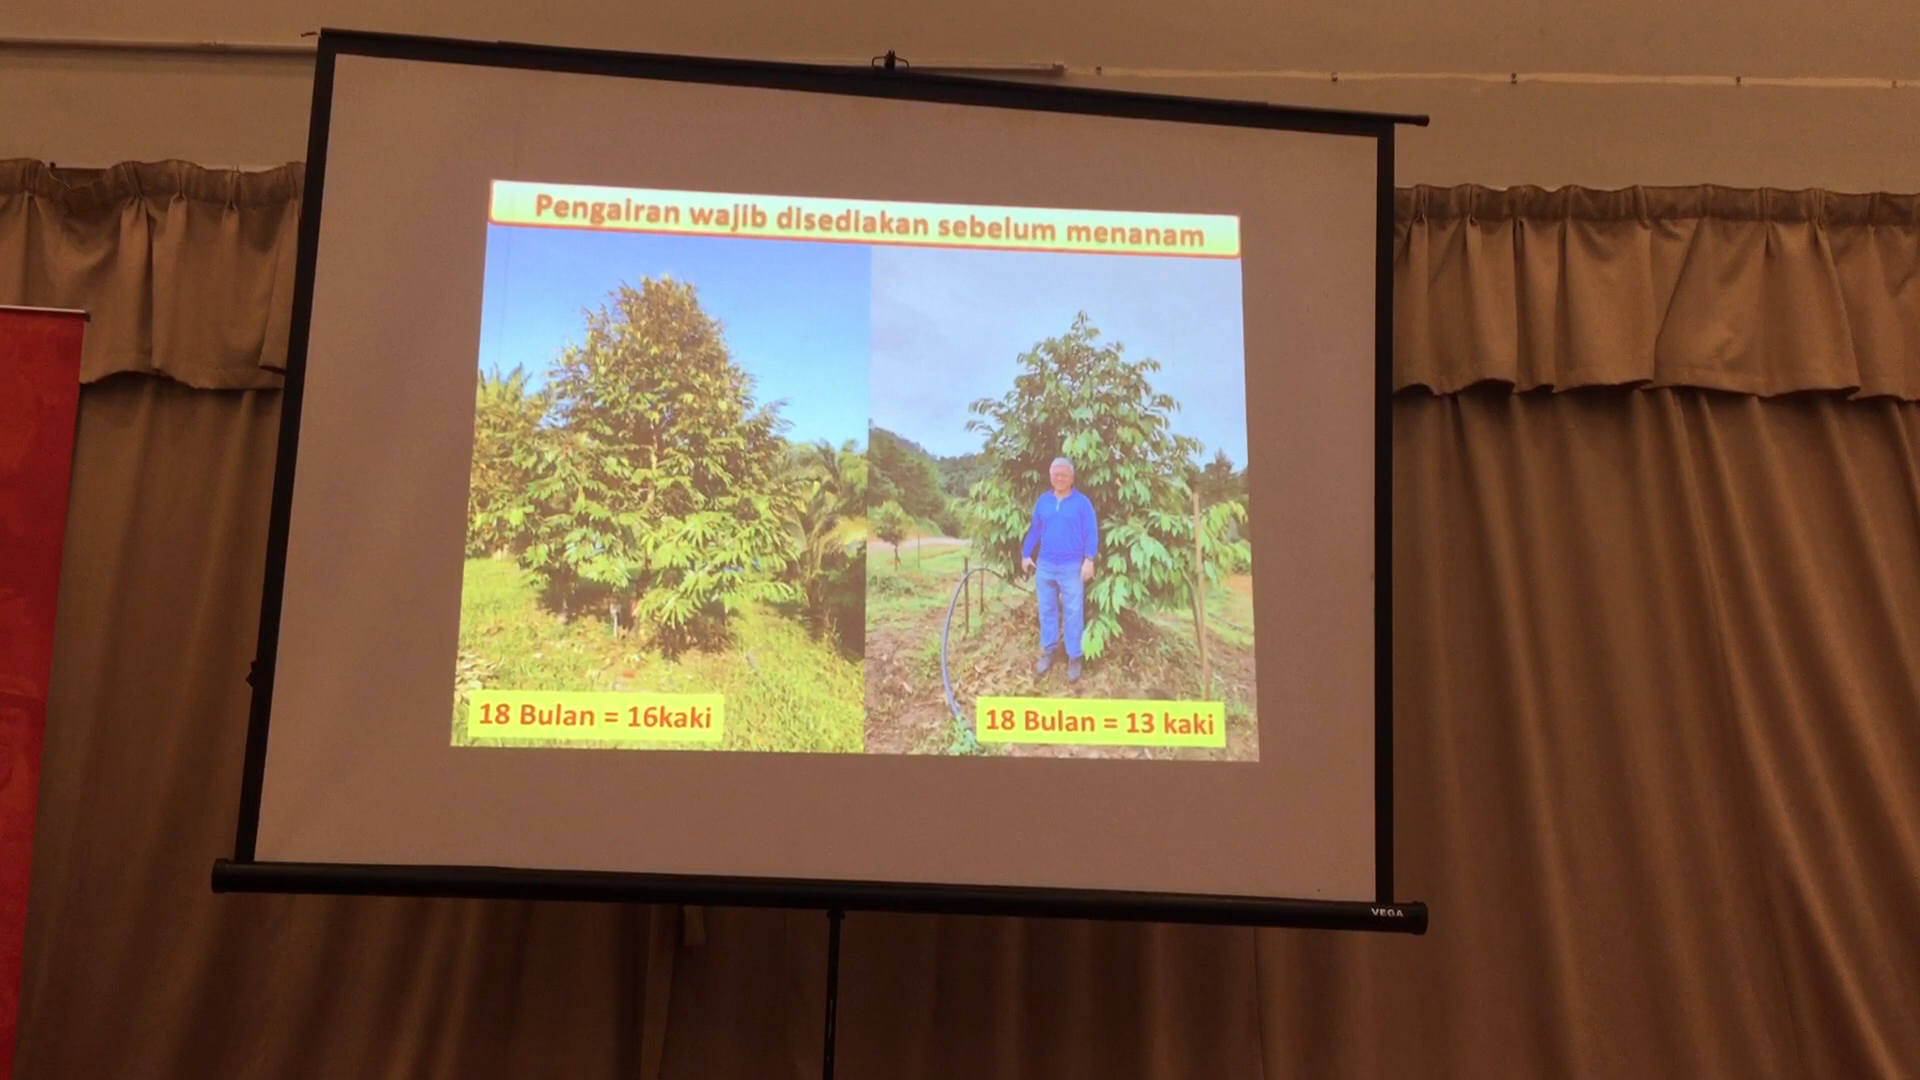 Pengairan wajib disediakan sebelum menanam
18 Bulan = 16kaki
18 Bulan = 13 kaki
VEGA